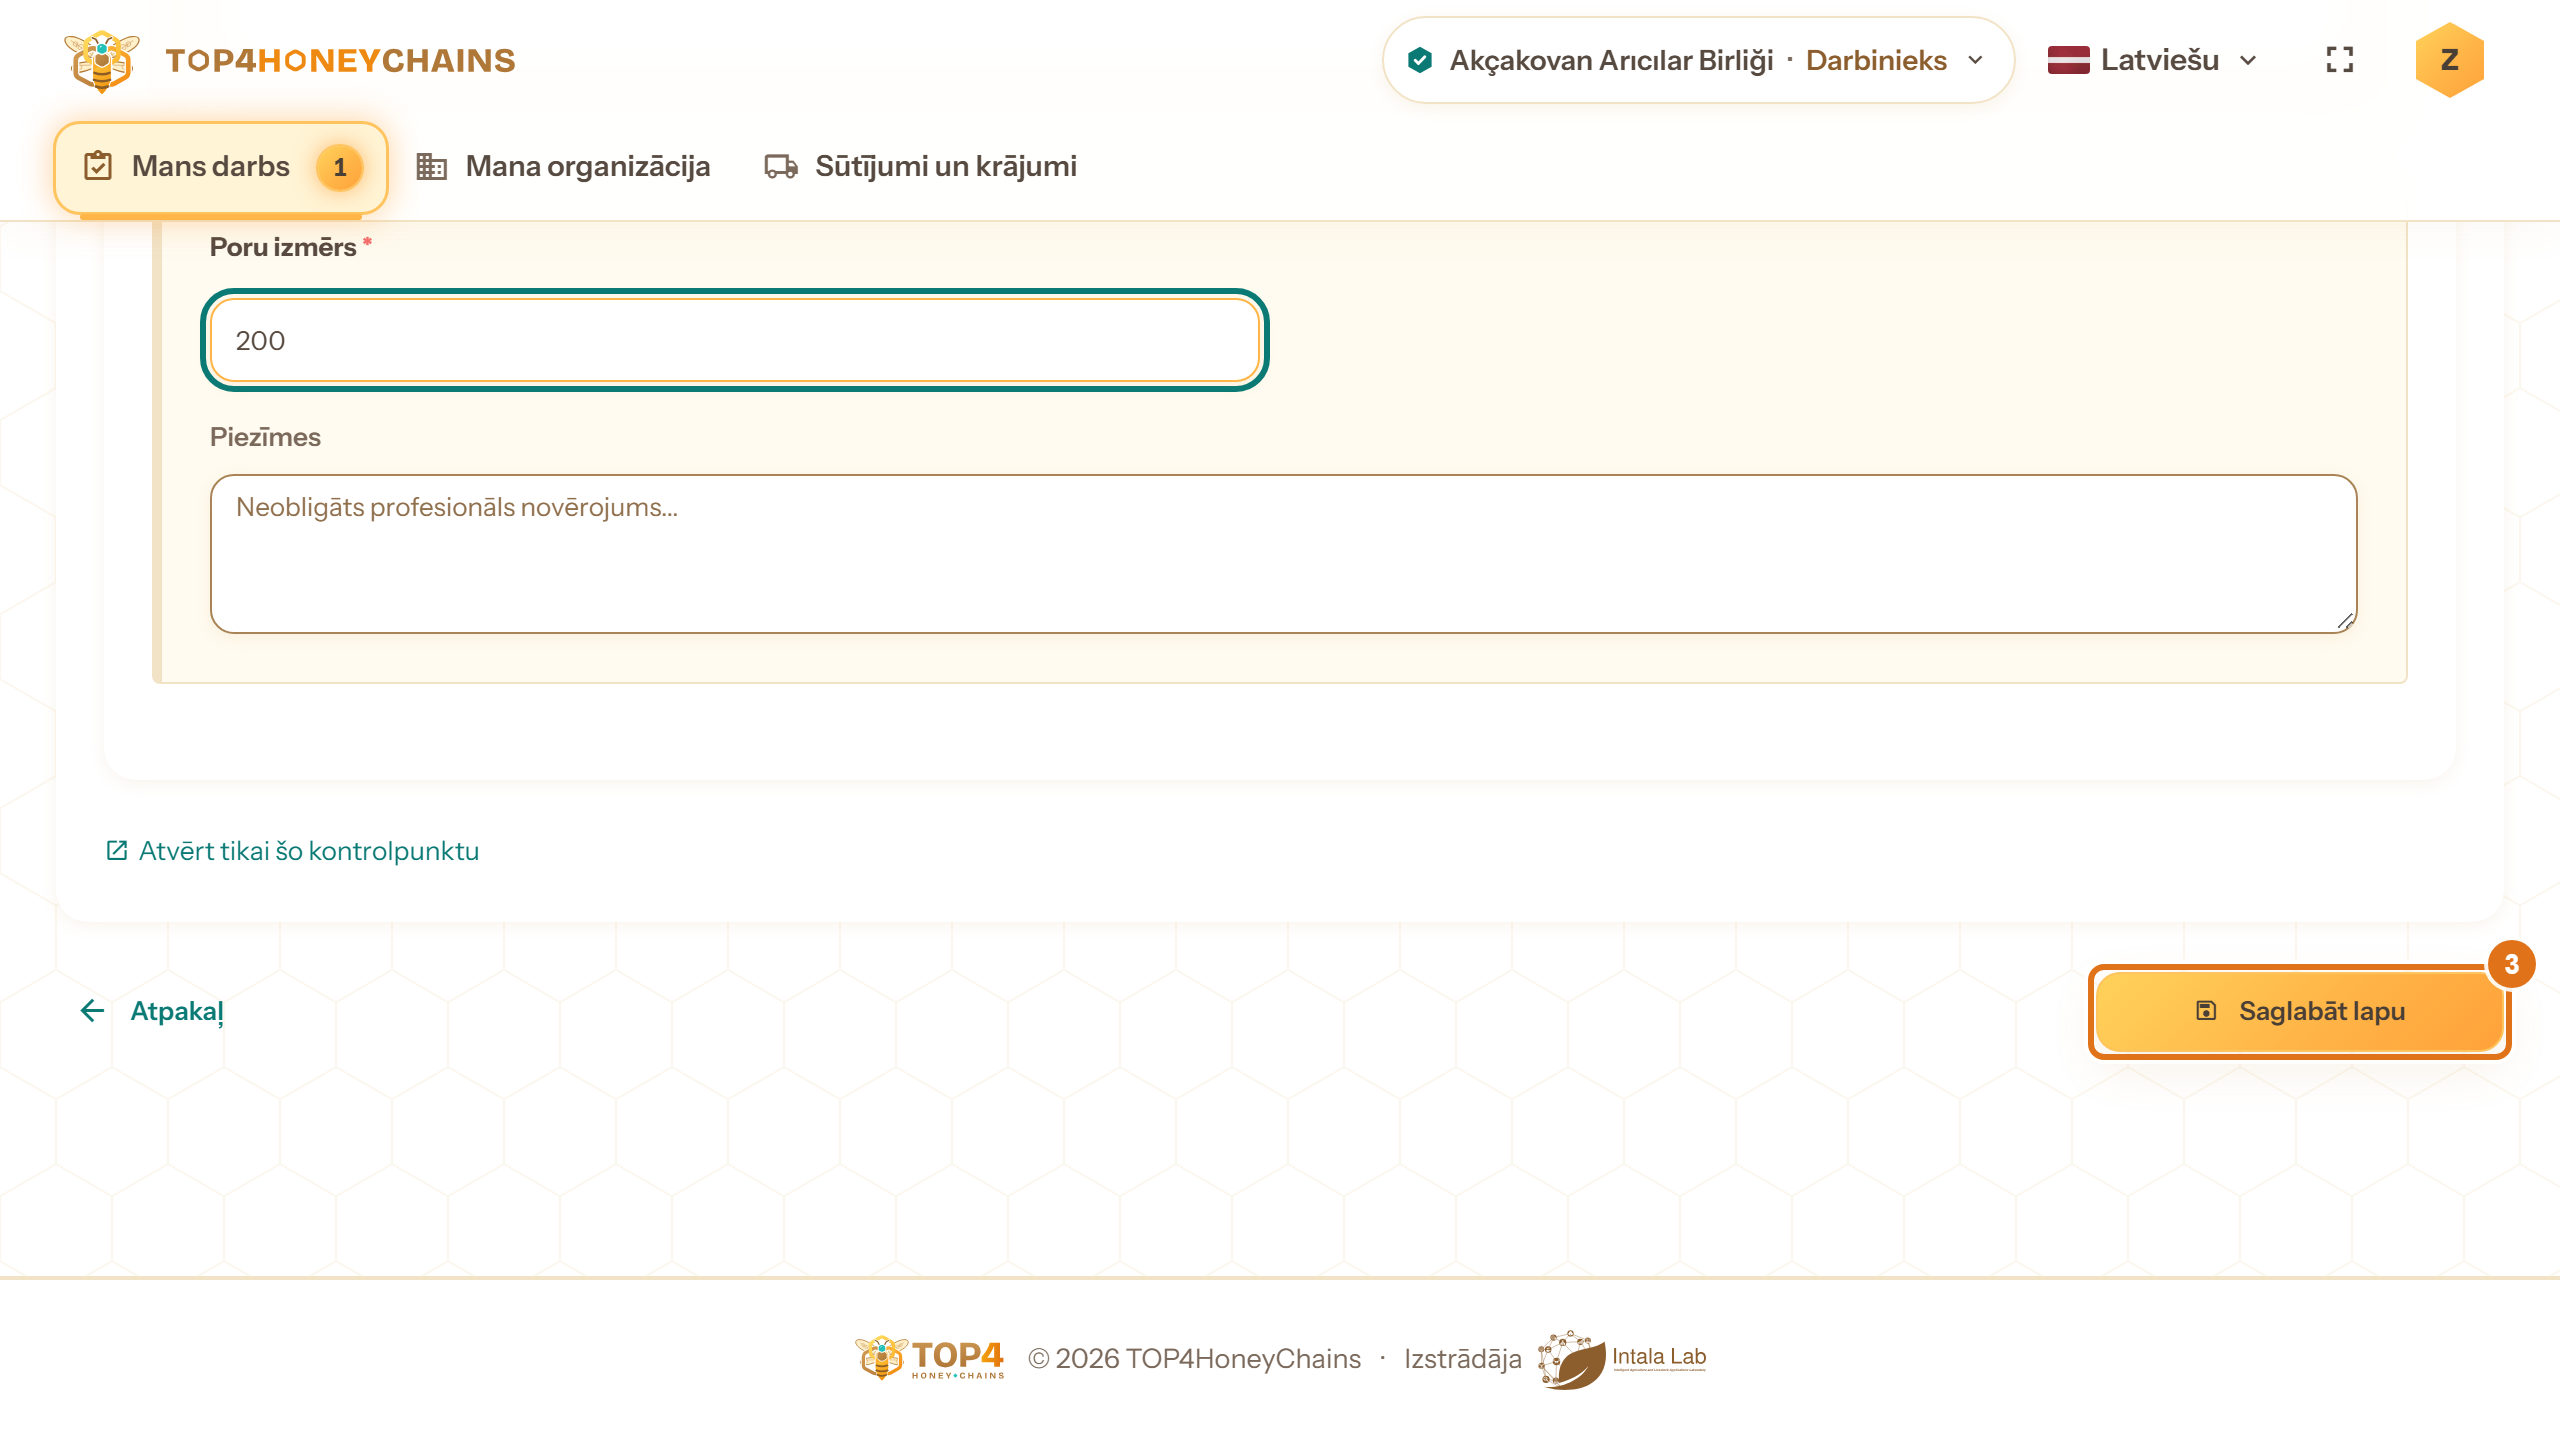 TOP4HONEYCHAINS
Akçakovan Arıcılar Birliği · Darbinieks
Latviešu
Z
Mans darbs 1
Mana organizācija
Sūtījumi un krājumi
Poru izmērs *
200
Piezīmes
Neobligāts profesionāls novērojums...
Atvērt tikai šo kontrolpunktu
Atpakaļ
3
Saglabāt lapu
TOP4
HONEY CHAINS
© 2026 TOP4HoneyChains · Izstrādāja
Intala Lab